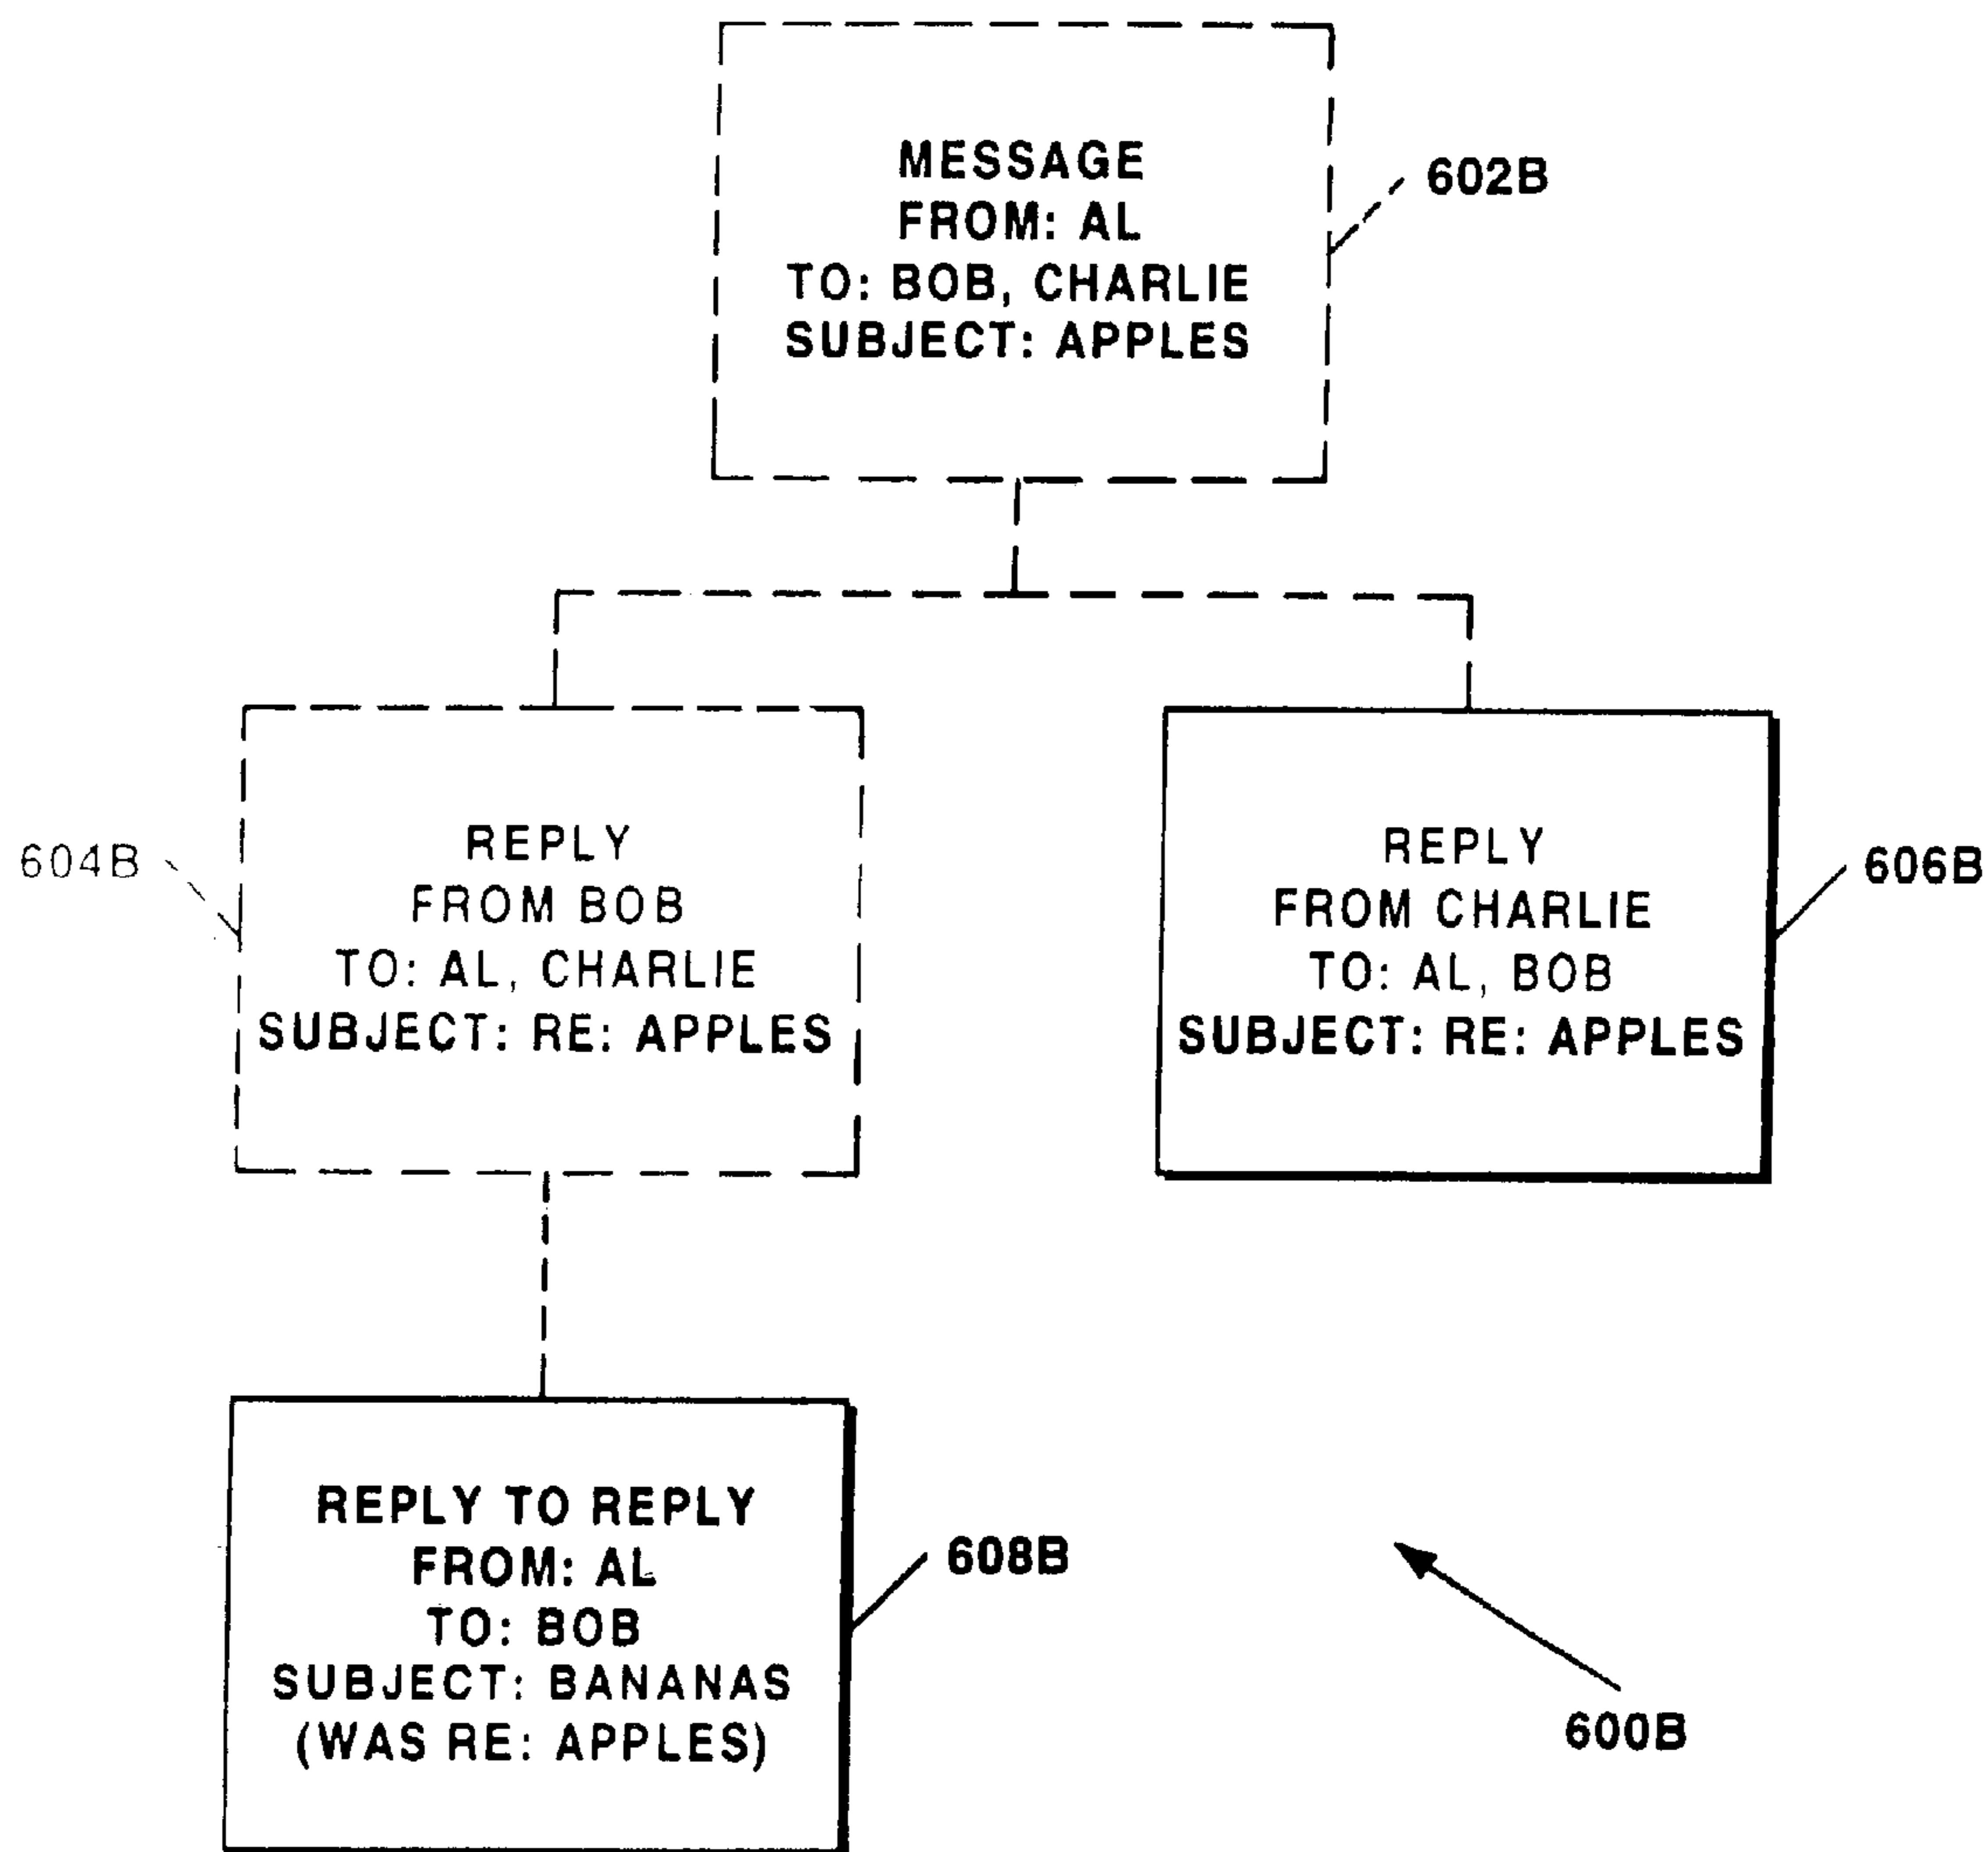 MESSAGE
FROM: AL
TO: BOB, CHARLIE
SUBJECT: APPLES
602B
604B
REPLY
FROM BOB
TO: AL, CHARLIE
SUBJECT: RE: APPLES
REPLY
FROM CHARLIE
TO: AL, BOB
SUBJECT: RE: APPLES
606B
REPLY TO REPLY
FROM: AL
TO: BOB
SUBJECT: BANANAS
(WAS RE: APPLES)
608B
600B